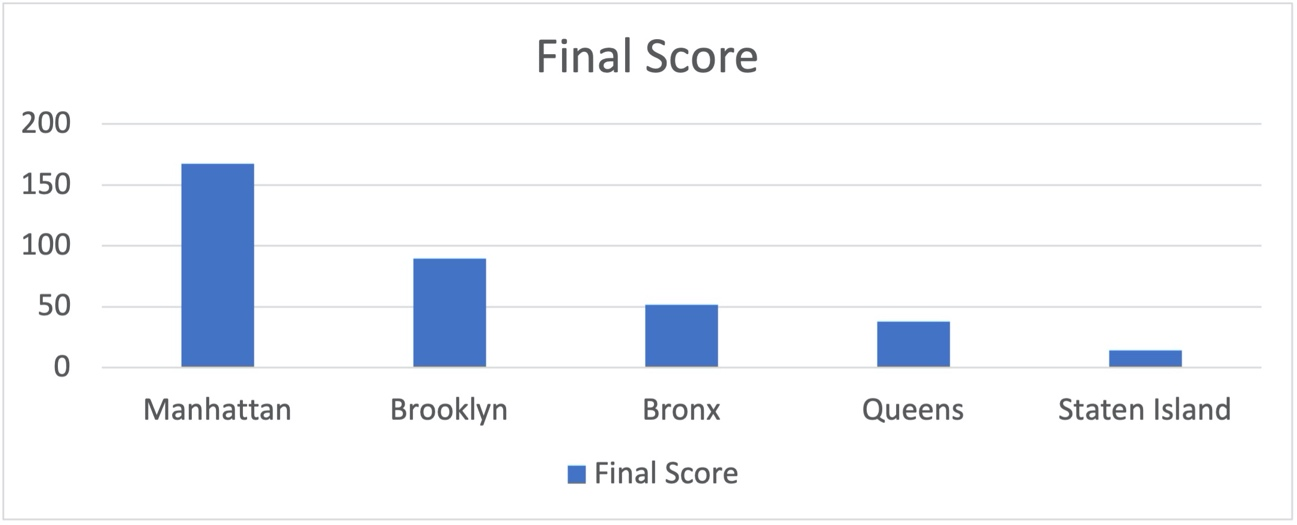 Final Score
200
150
100
50
0
Manhattan Brooklyn Bronx Queens Staten Island
Final Score